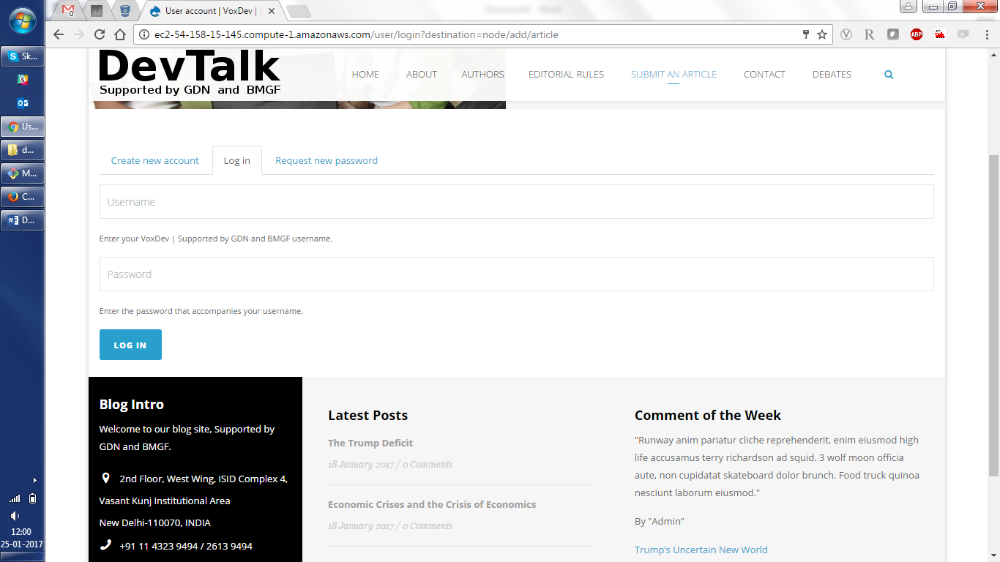 0
User account | VoxDev |
ec2-54-158-15-145.compute-1.amazonaws.com/user/login?destination=node/add/article
ABP
Sk...
Us...
d...
M...
C...
D...
12:00
25-01-2017
DevTalk
Supported by GDN and BMGF
HOME
ABOUT
AUTHORS
EDITORIAL RULES
SUBMIT AN ARTICLE
CONTACT
DEBATES
Create new account
Log in
Request new password
Username
Enter your VoxDev | Supported by GDN and BMGF username.
Password
Enter the password that accompanies your username.
LOG IN
Blog Intro
Welcome to our blog site, Supported by
GDN and BMGF.
2nd Floor, West Wing, ISID Complex 4,
Vasant Kunj Institutional Area
New Delhi-110070, INDIA
+91 11 4323 9494 / 2613 9494
Latest Posts
The Trump Deficit
18 January 2017 / 0 Comments
Economic Crises and the Crisis of Economics
18 January 2017 / 0 Comments
Comment of the Week
"Runway anim pariatur cliche reprehenderit, enim eiusmod high
life accusamus terry richardson ad squid. 3 wolf moon officia
aute, non cupidatat skateboard dolor brunch. Food truck quinoa
nesciunt laborum eiusmod."
By "Admin"
Trump's Uncertain New World